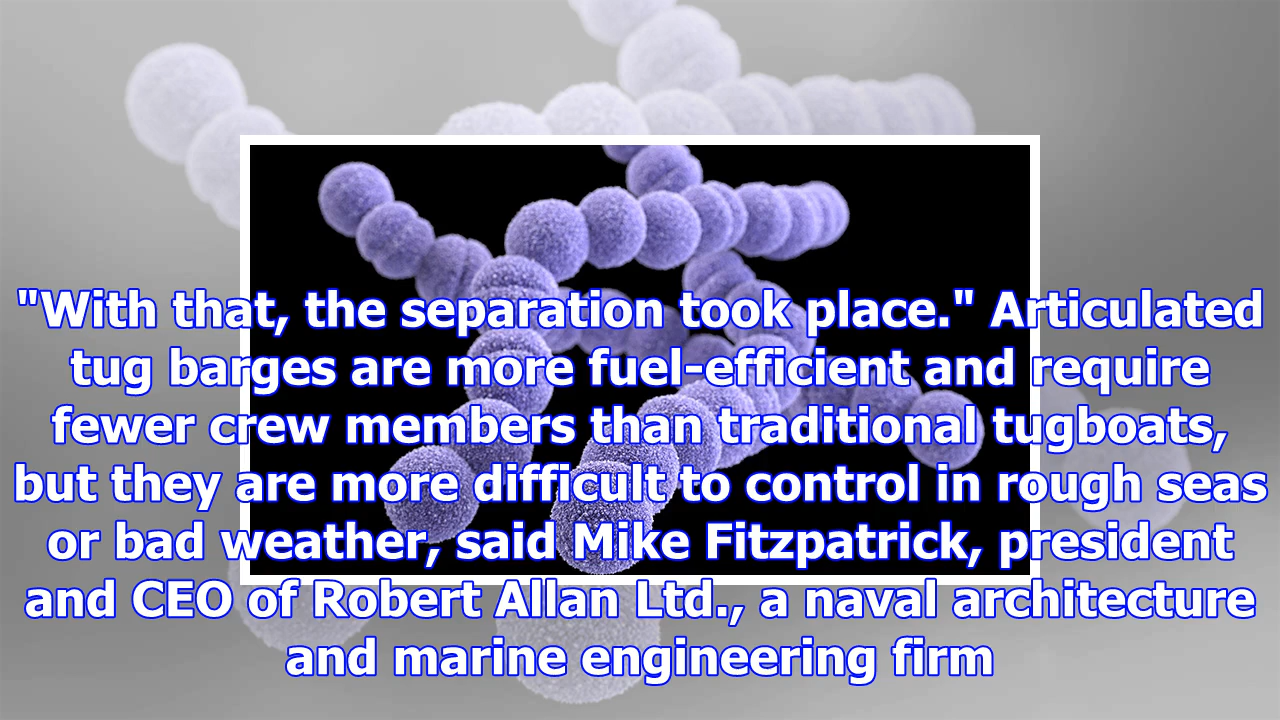 "With that, the separation took place." Articulated
tug barges are more fuel-efficient and require
fewer crew members than traditional tugboats,
but they are more difficult to control in rough seas
or bad weather, said Mike Fitzpatrick, president
and CEO of Robert Allan Ltd., a naval architecture
and marine engineering firm